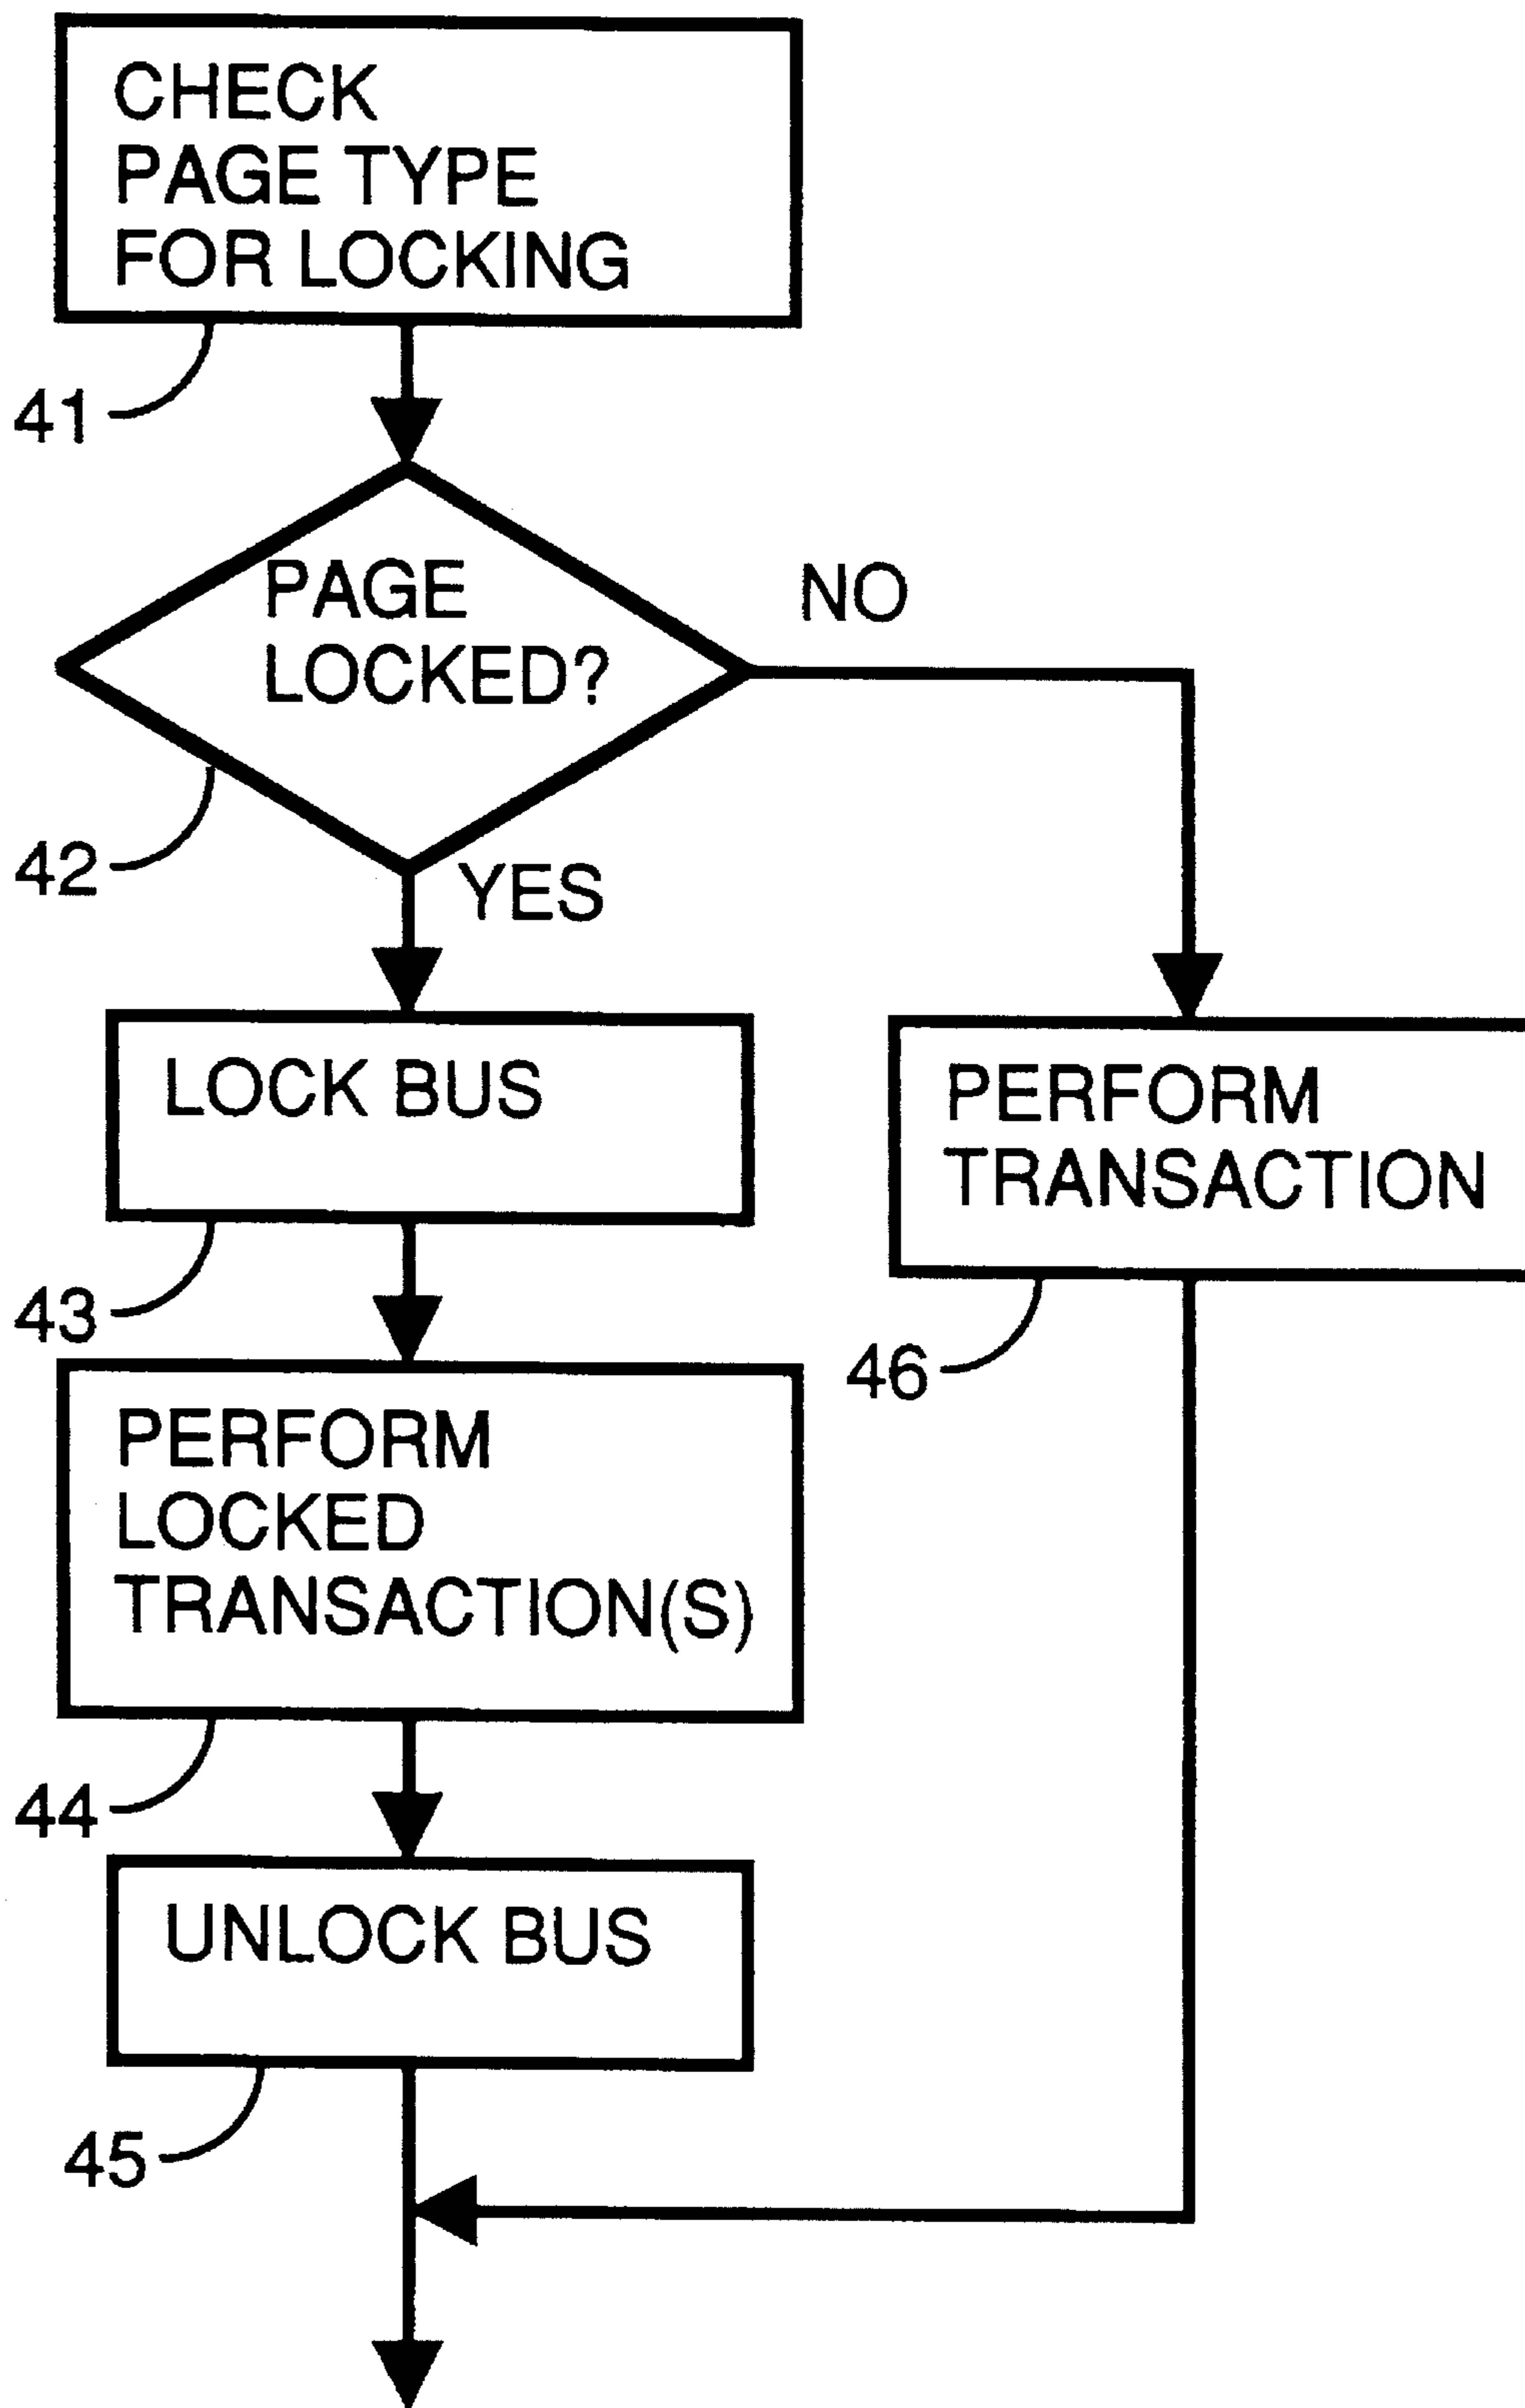 CHECK
PAGE TYPE
FOR LOCKING
41
PAGE
LOCKED?
NO
42
YES
LOCK BUS
43
PERFORM
TRANSACTION
46
PERFORM
LOCKED
TRANSACTION(S)
44
UNLOCK BUS
45